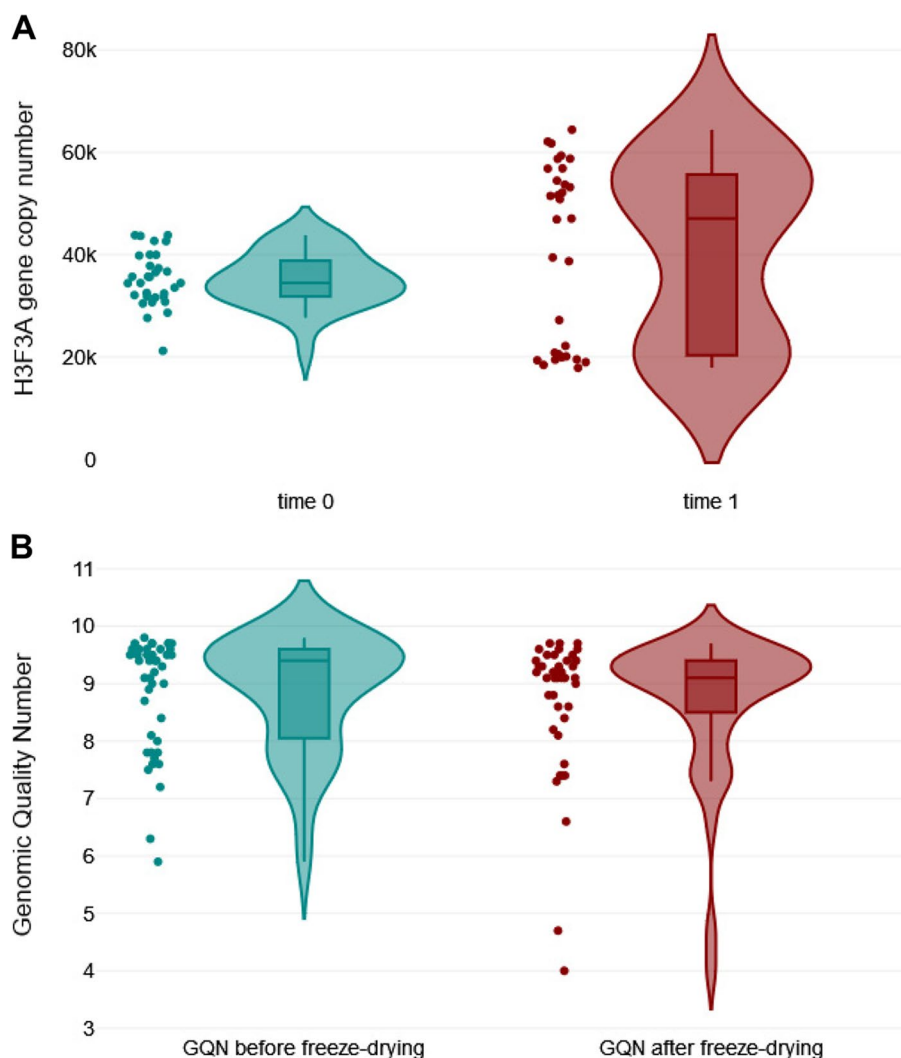 A
H3F3A gene copy number
80k
60k
40k
20k
0
time 0
time 1
B
Genomic Quality Number
11
10
9
8
7
6
5
4
3
GQN before freeze-drying
GQN after freeze-drying